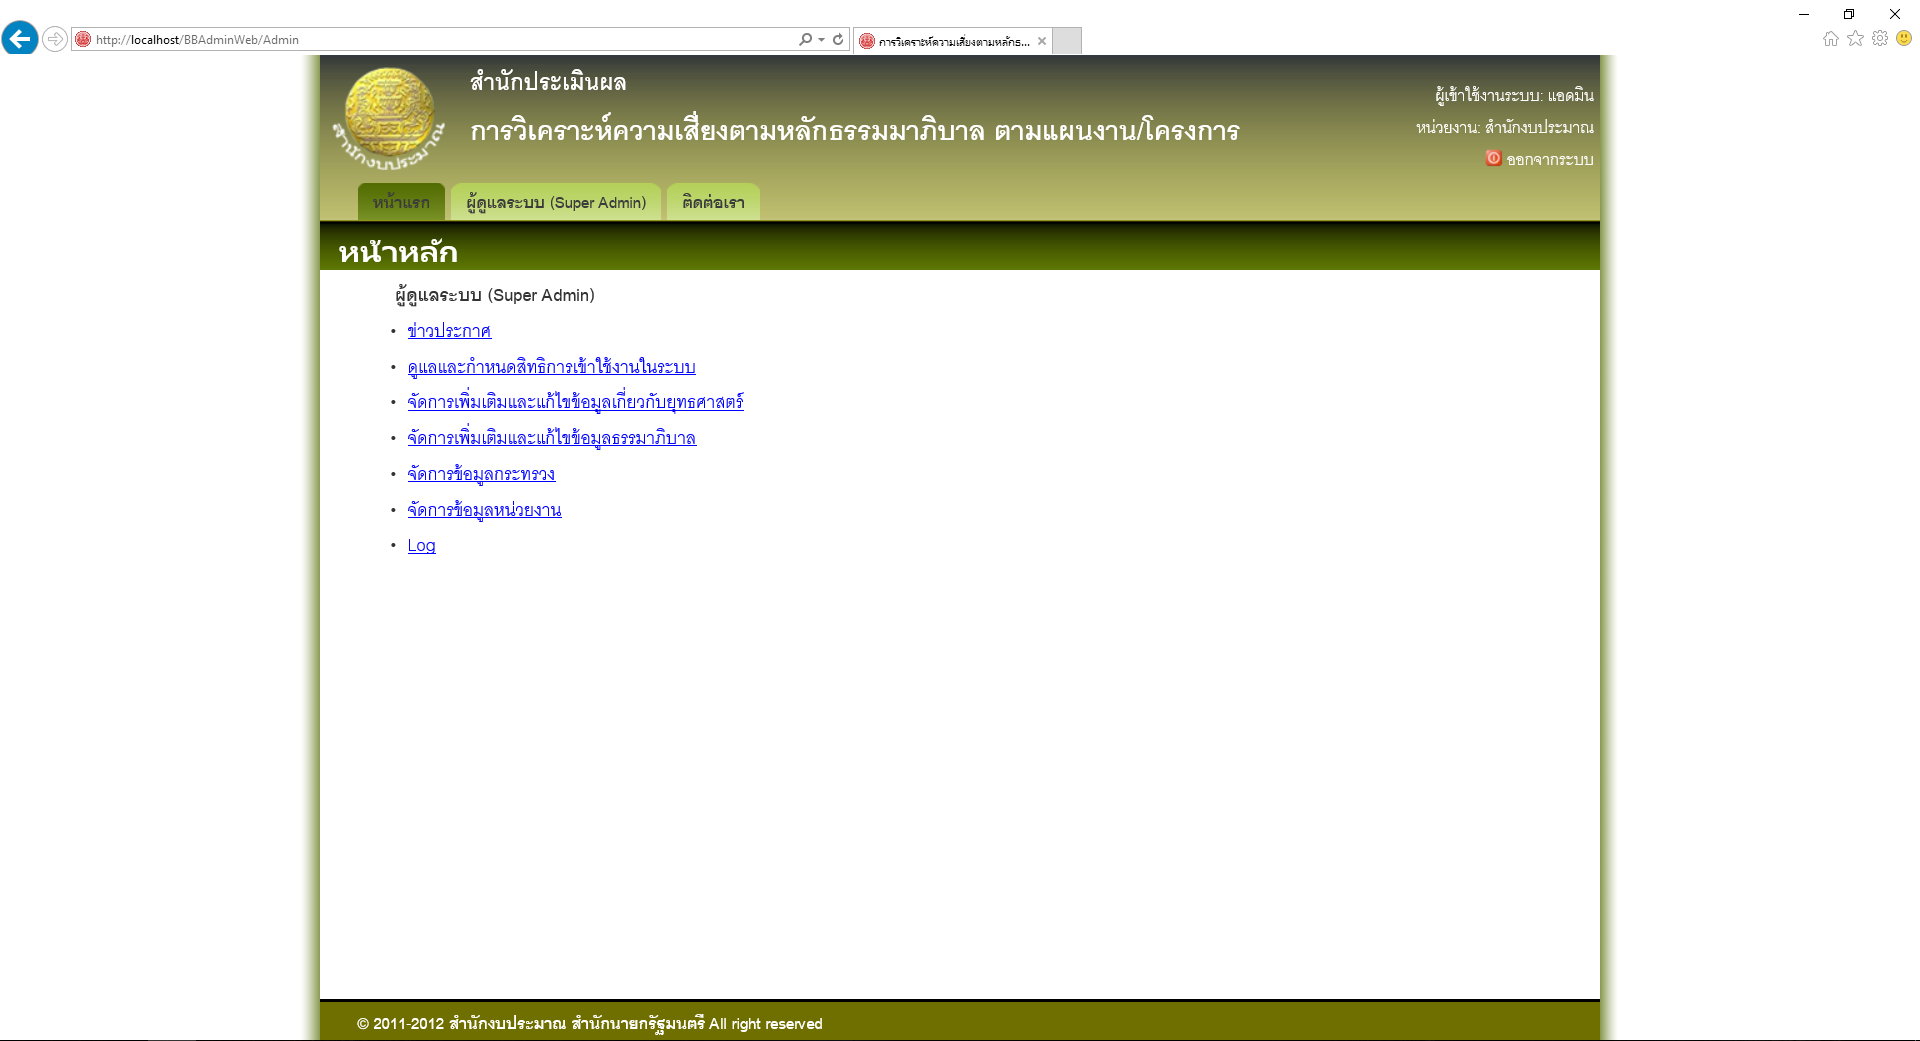 http://localhost/BBAdminWeb/Admin
การวิเคราะห์ความเสี่ยงตามหลักธ...
สำนักงบประมาณ
สำนักประเมินผล
การวิเคราะห์ความเสี่ยงตามหลักธรรมมาภิบาล ตามแผนงาน/โครงการ
ผู้เข้าใช้งานระบบ: แอดมิน
หน่วยงาน: สำนักงบประมาณ
ออกจากระบบ
หน้าแรก
ผู้ดูแลระบบ (Super Admin)
ติดต่อเรา
หน้าหลัก
ผู้ดูแลระบบ (Super Admin)
• ข่าวประกาศ
• ดูแลและกำหนดสิทธิการเข้าใช้งานในระบบ
• จัดการเพิ่มเติมและแก้ไขข้อมูลเกี่ยวกับยุทธศาสตร์
• จัดการเพิ่มเติมและแก้ไขข้อมูลธรรมาภิบาล
• จัดการข้อมูลกระทรวง
• จัดการข้อมูลหน่วยงาน
• Log
© 2011-2012 สำนักงบประมาณ สำนักนายกรัฐมนตรี All right reserved